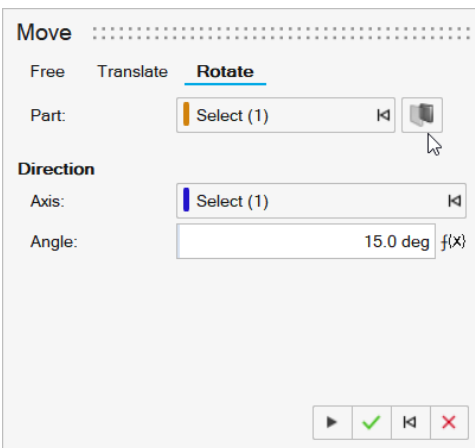 Move
Free Translate Rotate
Part: Select (1)
Direction
Axis: Select (1)
Angle: 15.0 deg f(x)